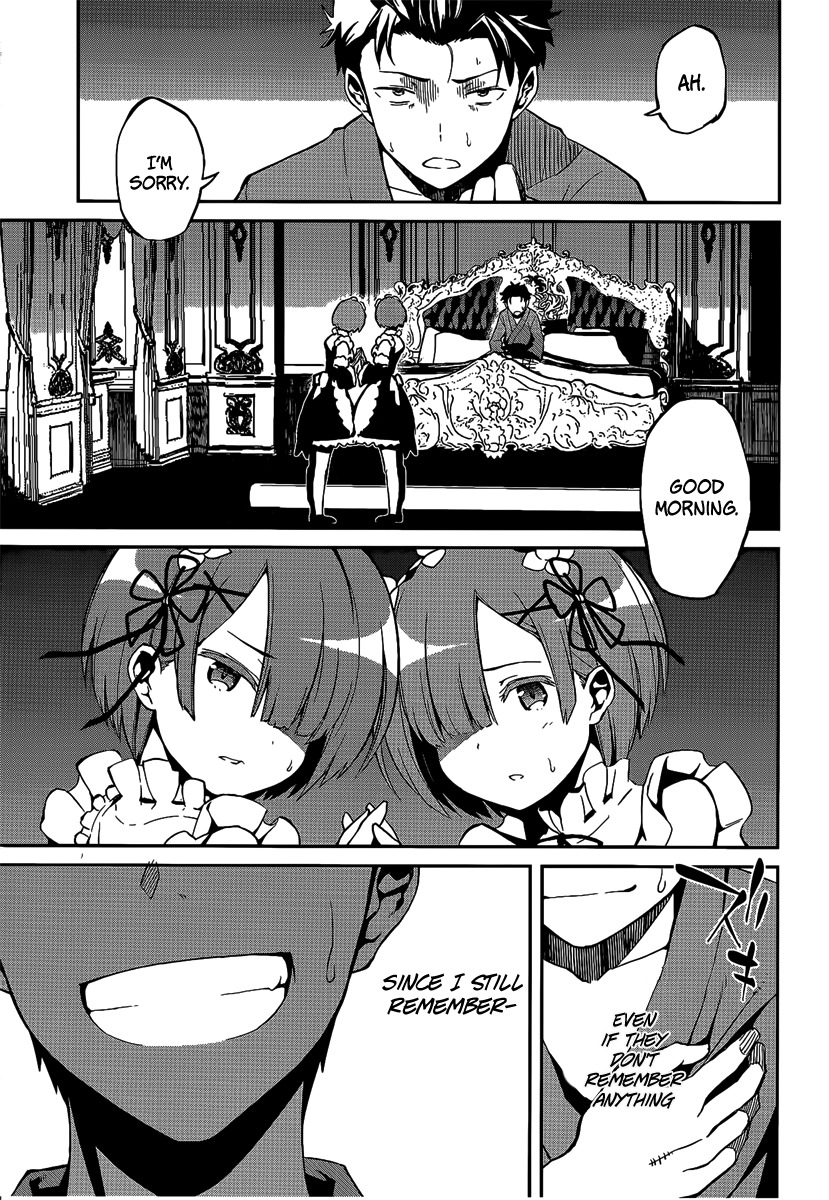 AH.
I'M
SORRY.
GOOD
MORNING.
ズキ
EVEN
IF THEY
DON'T
REMEMBER
ANYTHING
SINCE I STILL
REMEMBER-